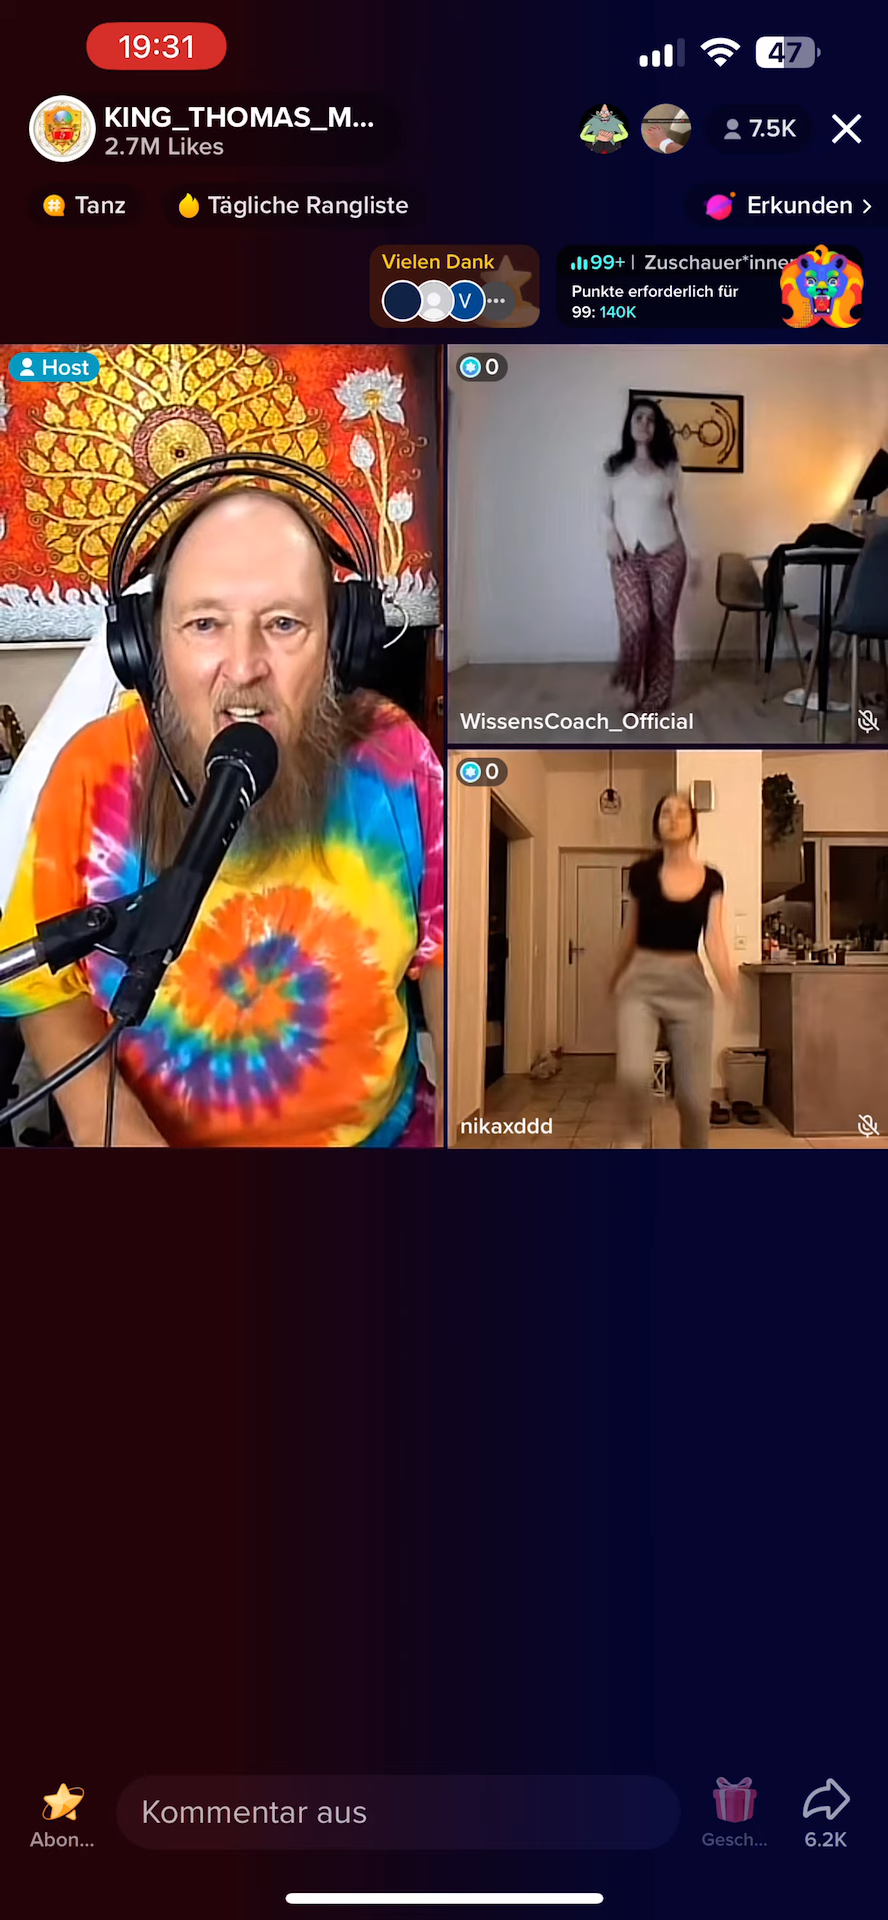 19:31
47
KING_THOMAS_M...
2.7M Likes
7.5K
Tanz
Tägliche Rangliste
Erkunden >
Vielen Dank
V
99+ | Zuschauer*innen
Punkte erforderlich für
99: 140K
Host
0
WissensCoach_Official
0
nikaxddd
Abon...
Kommentar aus
Gesch...
6.2K